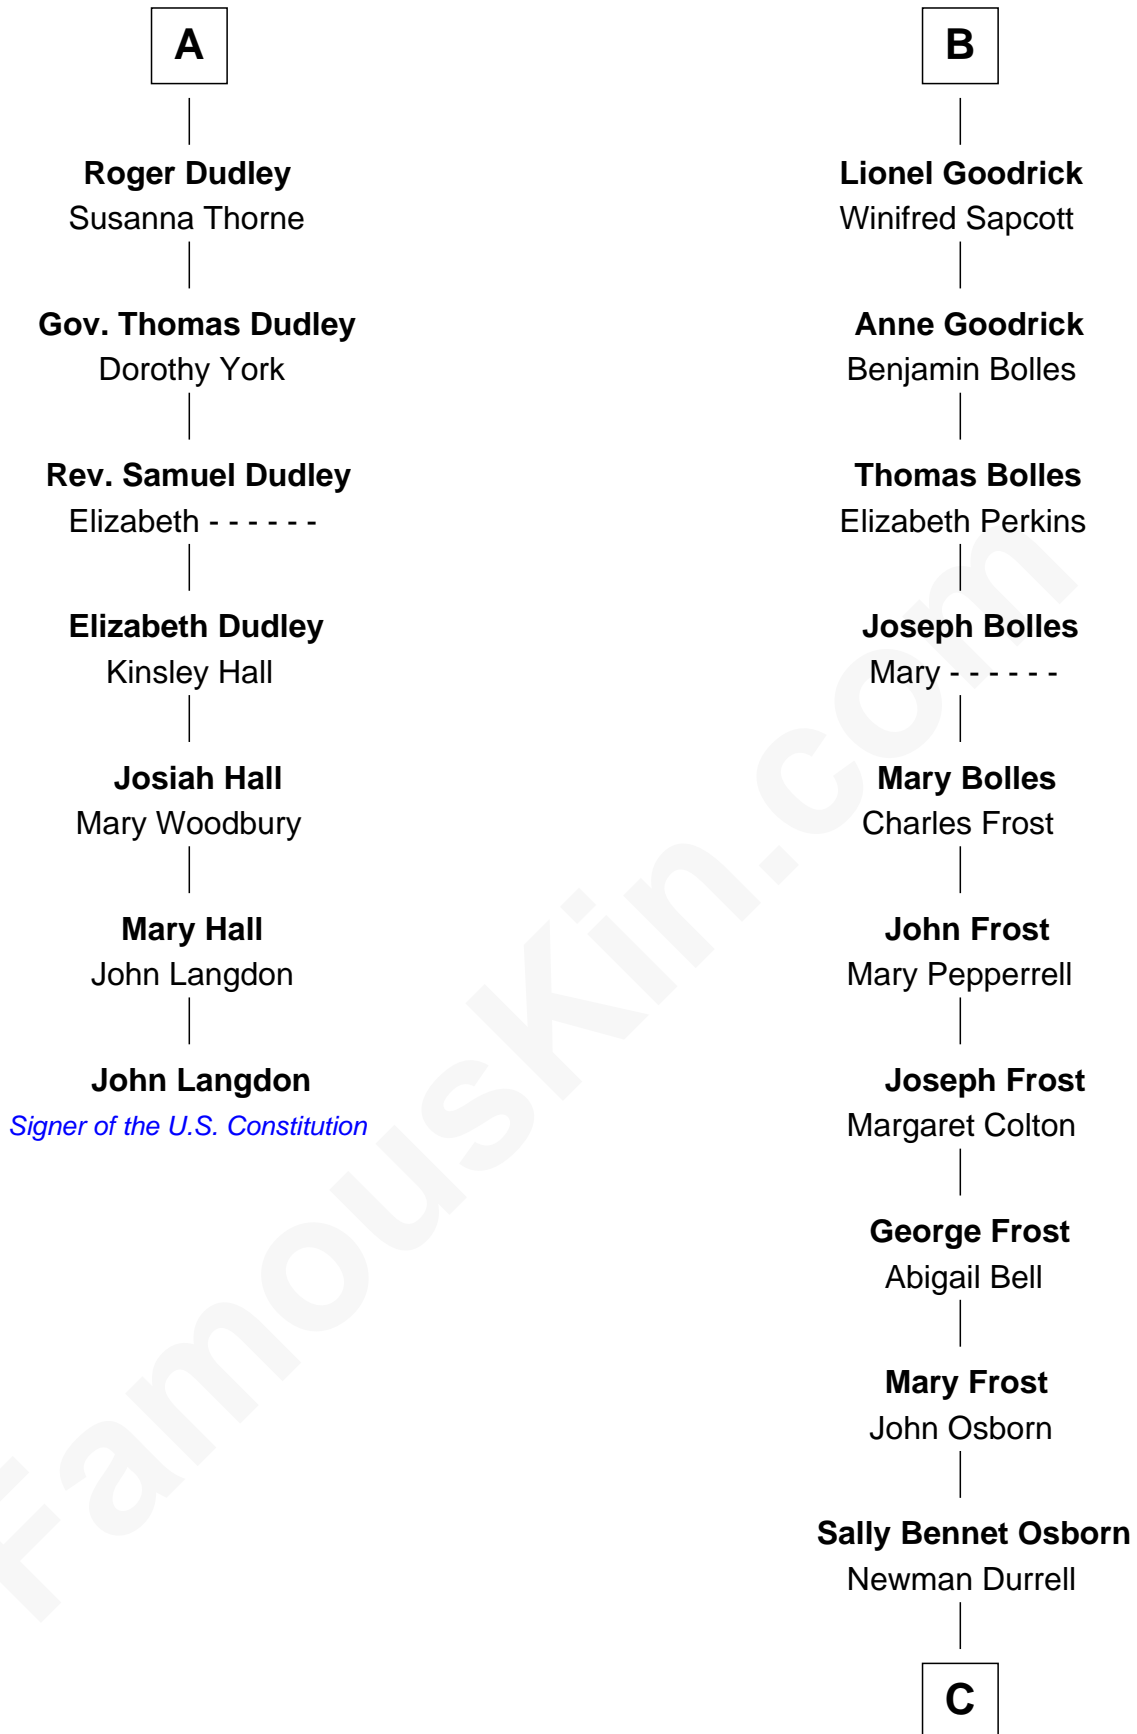 A
Roger Dudley
Susanna Thorne
Gov. Thomas Dudley
Dorothy York
Rev. Samuel Dudley
Elizabeth - - - - - -
Elizabeth Dudley
Kinsley Hall
Josiah Hall
Mary Woodbury
Mary Hall
John Langdon
John Langdon
Signer of the U.S. Constitution
B
Lionel Goodrick
Winifred Sapcott
Anne Goodrick
Benjamin Bolles
Thomas Bolles
Elizabeth Perkins
Joseph Bolles
Mary - - - - - -
Mary Bolles
Charles Frost
John Frost
Mary Pepperrell
Joseph Frost
Margaret Colton
George Frost
Abigail Bell
Mary Frost
John Osborn
Sally Bennet Osborn
Newman Durrell
C
FamousKin.com